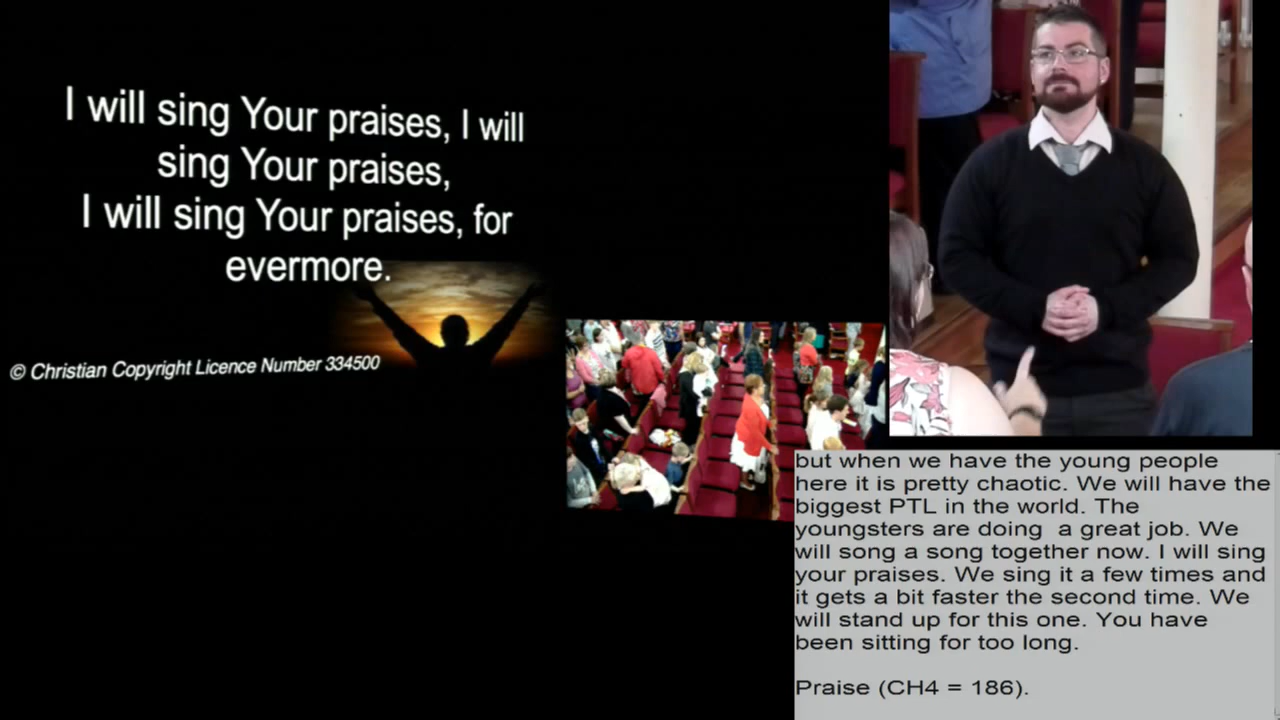 I will sing Your praises, I will
sing Your praises,
I will sing Your praises, for
evermore.
© Christian Copyright Licence Number 334500
but when we have the young people
here it is pretty chaotic. We will have the
biggest PTL in the world. The
youngsters are doing  a great job. We
will song a song together now. I will sing
your praises. We sing it a few times and
it gets a bit faster the second time. We
will stand up for this one. You have
been sitting for too long.
Praise (CH4 = 186).